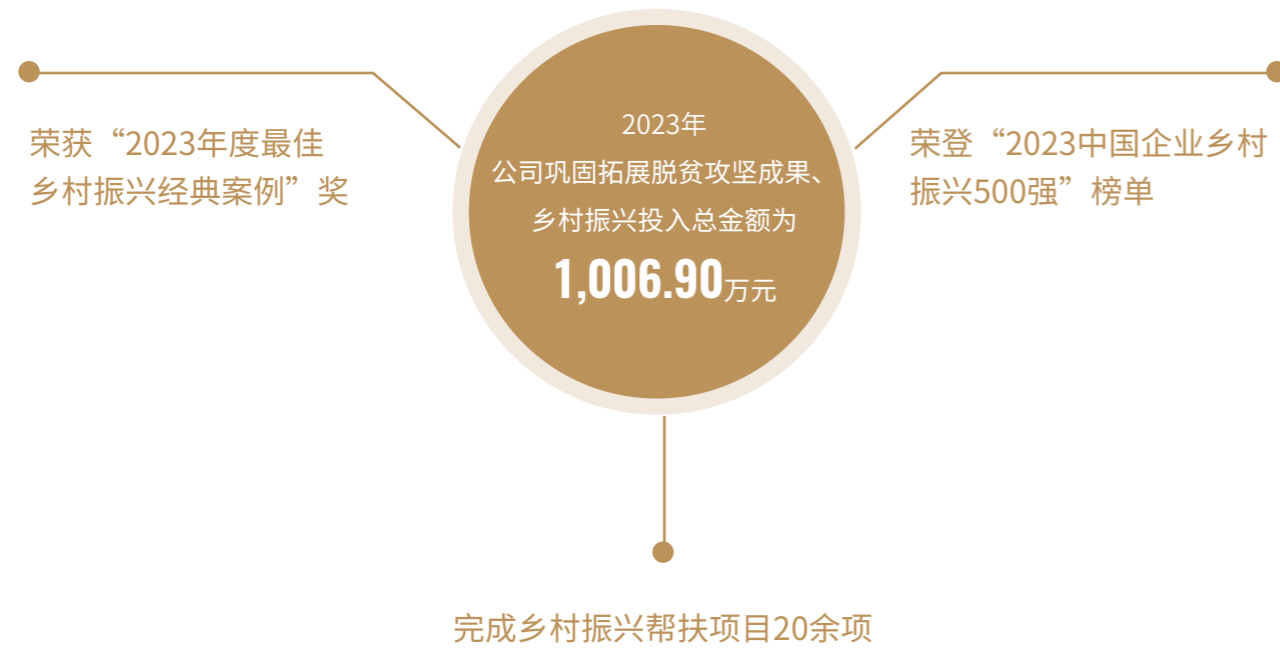 荣获“2023年度最佳
乡村振兴经典案例”奖
2023年
公司巩固拓展脱贫攻坚成果、
乡村振兴投入总金额为
1,006.90万元
荣登“2023中国企业乡村
振兴500强”榜单
完成乡村振兴帮扶项目20余项